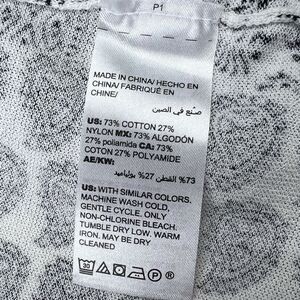 P1
MADE IN CHINA/ HECHO EN
CHINA/ FABRIQUÉ EN
CHINE/
صنع في الصين
US: 73% COTTON 27%
NYLON MX: 73% ALGODÓN
27% poliamida CA: 73%
COTON 27% POLYAMIDE
AE/KW:
73% القطن 27% بولياميد
US: WITH SIMILAR COLORS.
MACHINE WASH COLD,
GENTLE CYCLE. ONLY
NON-CHLORINE BLEACH.
TUMBLE DRY LOW. WARM
IRON. MAY BE DRY
CLEANED
30
P